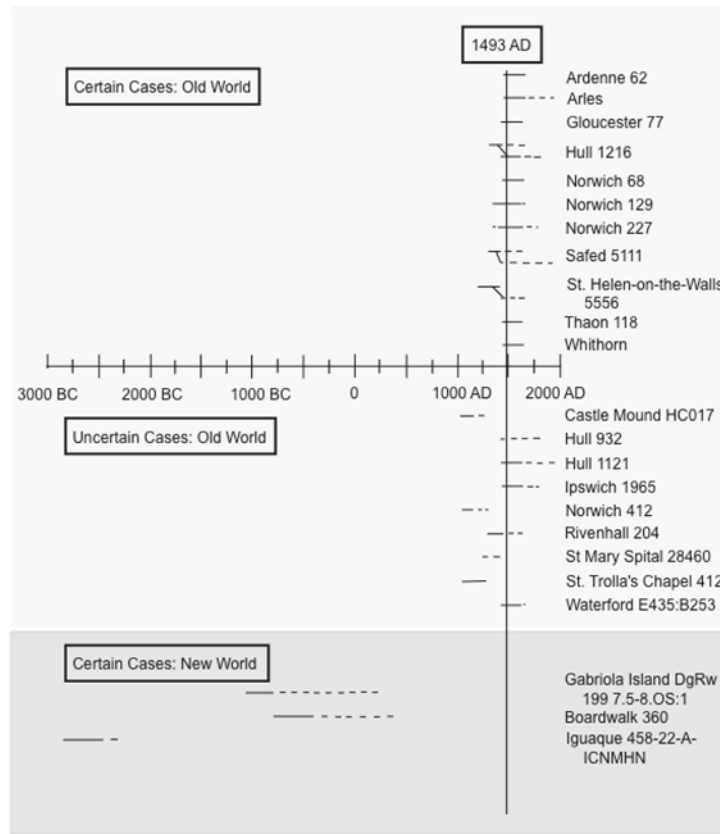 1493 AD
Certain Cases: Old World
Ardenne 62
Arles
Gloucester 77
Hull 1216
Norwich 68
Norwich 129
Norwich 227
Safed 5111
St. Helen-on-the-Walls
5556
Thaon 118
Whithorn
3000 BC 2000 BC 1000 BC 0 1000 AD 2000 AD
Uncertain Cases: Old World
Castle Mound HC017
Hull 932
Hull 1121
Ipswich 1965
Norwich 412
Rivenhall 204
St Mary Spital 28460
St. Trolla's Chapel 412
Waterford E435:B253
Certain Cases: New World
Gabriola Island DgRw
199 7.5-8.OS:1
Boardwalk 360
Iguaque 458-22-A-
ICNMHN